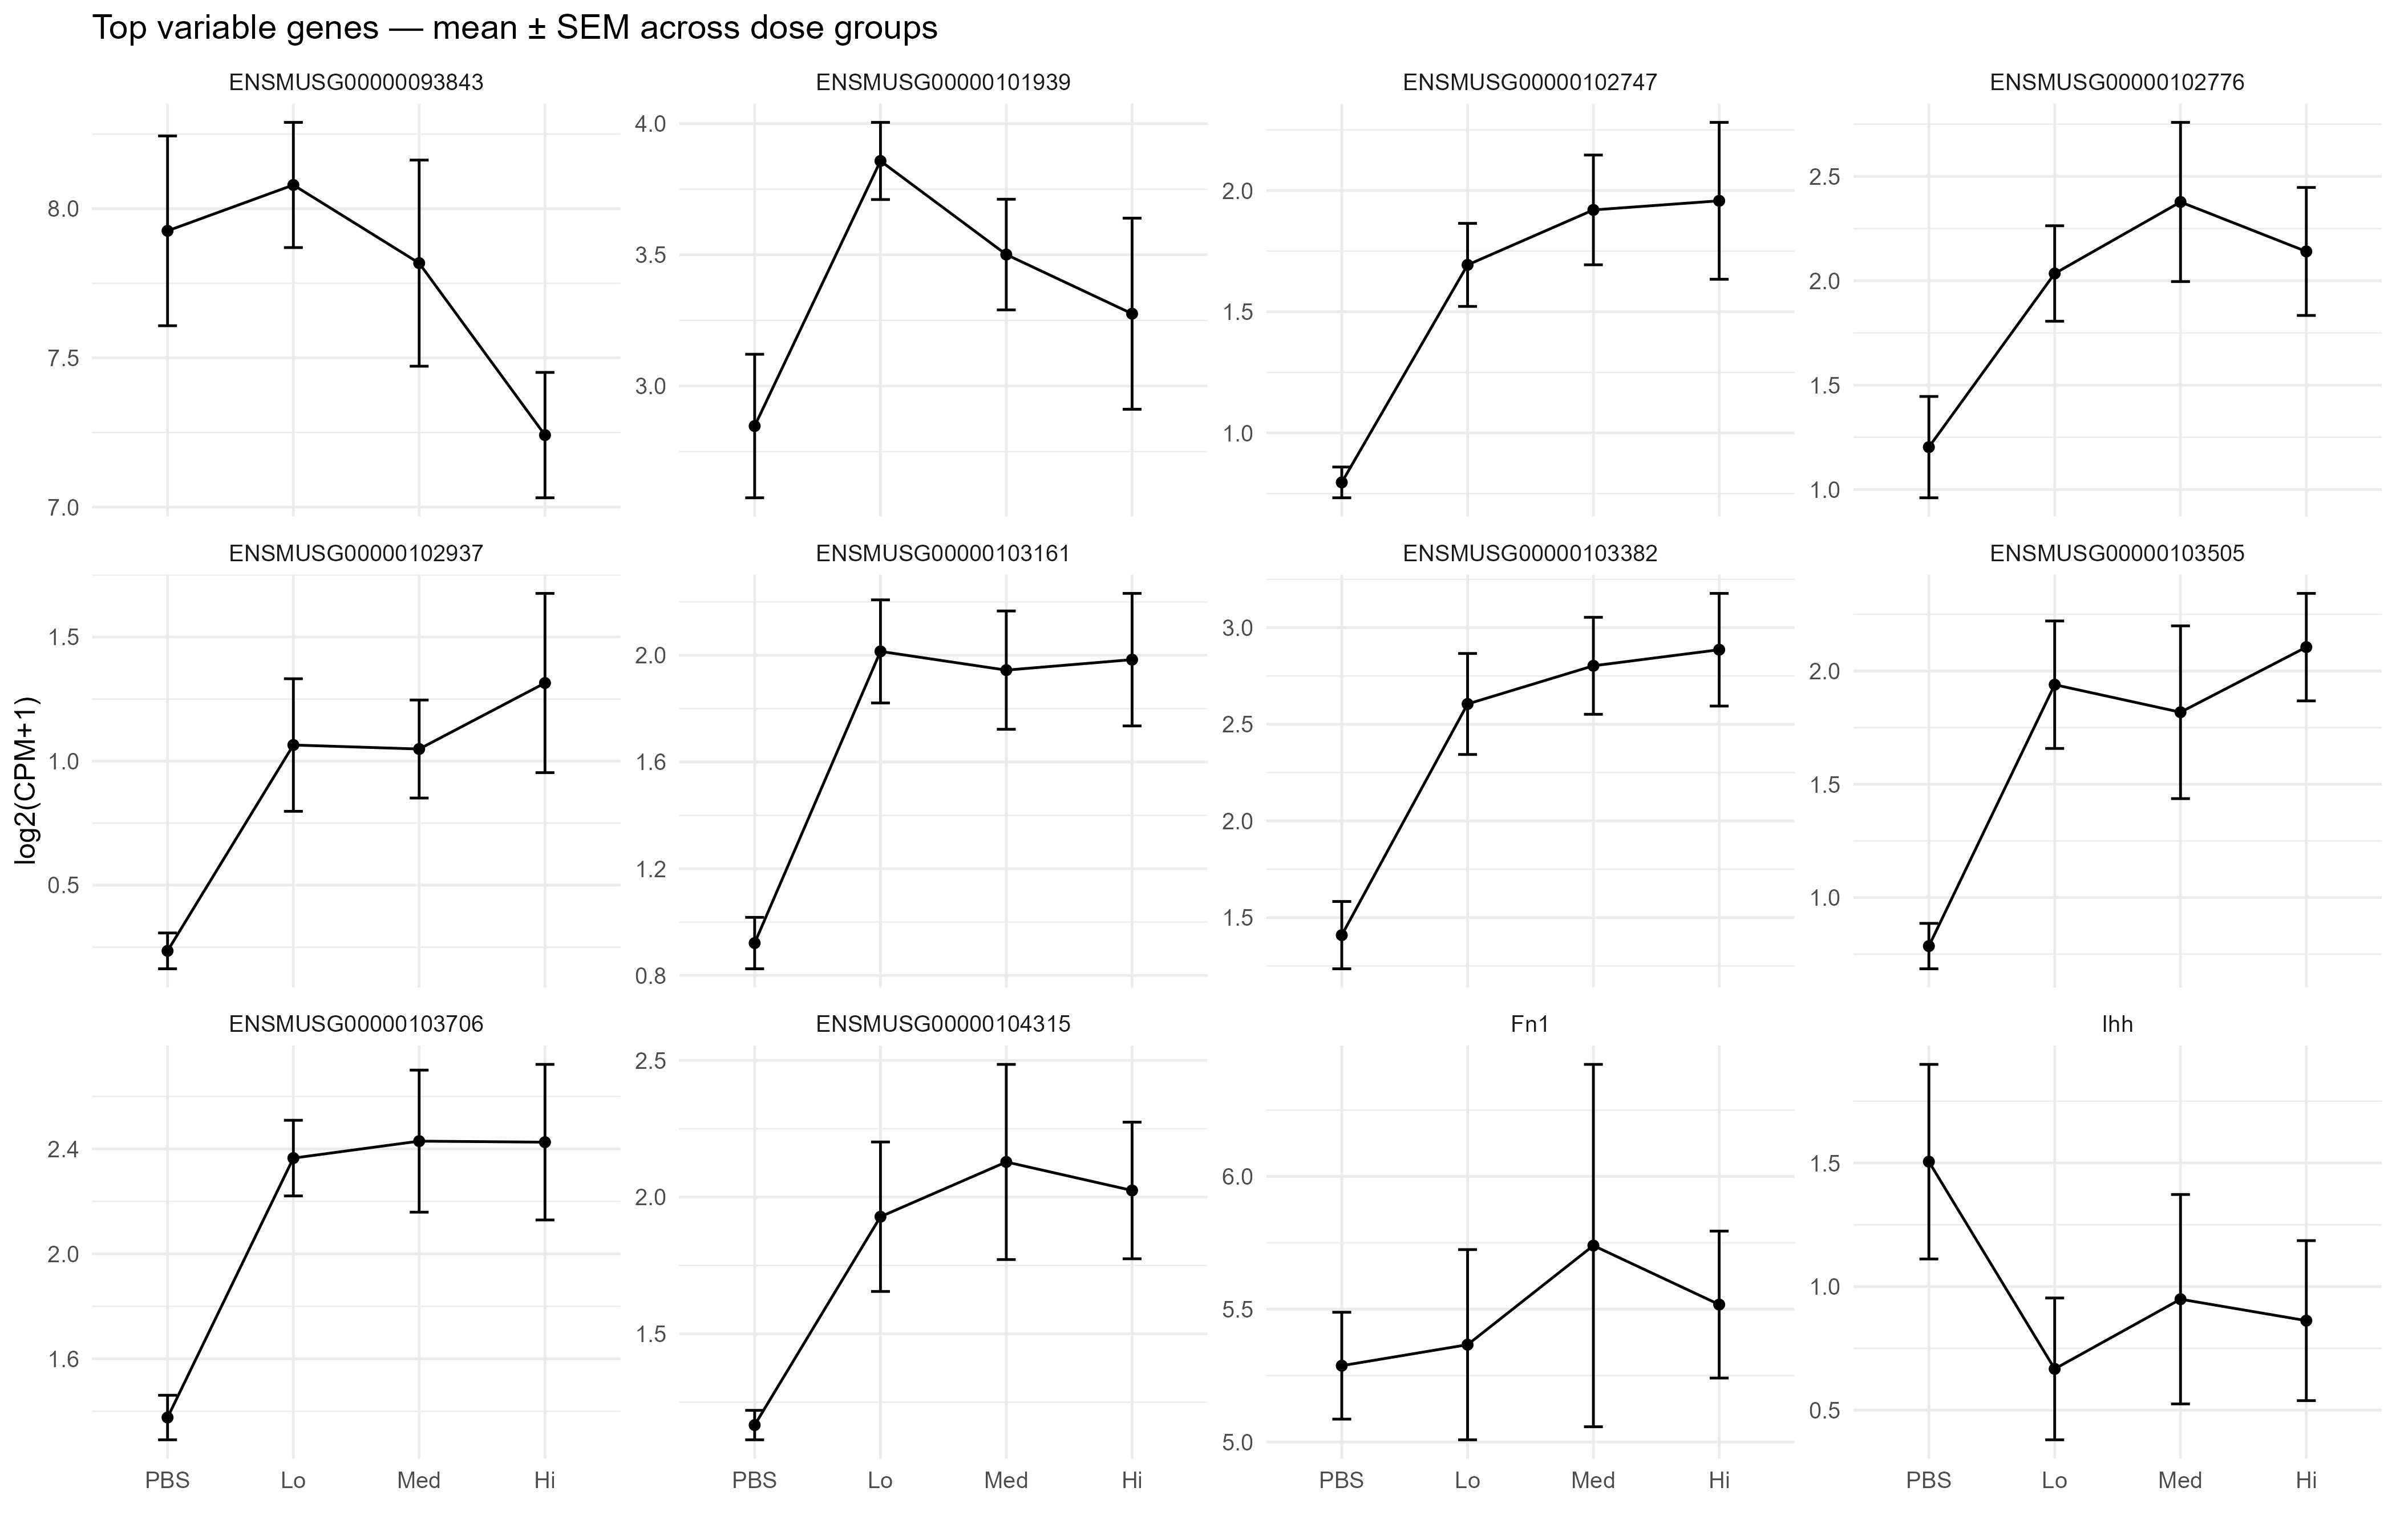 Top variable genes — mean ± SEM across dose groups
ENSMUSG00000093843
ENSMUSG00000101939
ENSMUSG00000102747
ENSMUSG00000102776
8.0
7.5
7.0
4.0
3.5
3.0
2.0
1.5
1.0
2.5
2.0
1.5
1.0
ENSMUSG00000102937
ENSMUSG00000103161
ENSMUSG00000103382
ENSMUSG00000103505
1.5
1.0
0.5
2.0
1.6
1.2
0.8
3.0
2.5
2.0
1.5
2.0
1.5
1.0
log2(CPM+1)
ENSMUSG00000103706
ENSMUSG00000104315
Fn1
Ihh
2.4
2.0
1.6
2.5
2.0
1.5
6.0
5.5
5.0
1.5
1.0
0.5
PBS Lo Med Hi
PBS Lo Med Hi
PBS Lo Med Hi
PBS Lo Med Hi